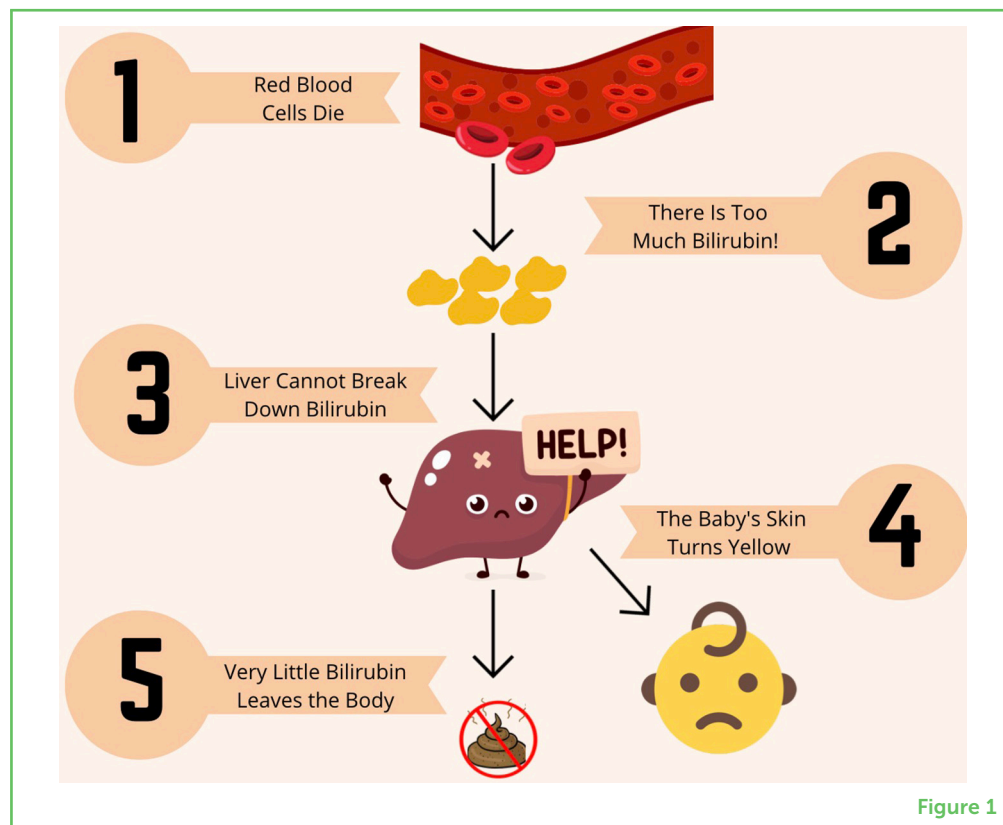 1
Red Blood
Cells Die
2
There Is Too
Much Bilirubin!
3
Liver Cannot Break
Down Bilirubin
HELP!
4
The Baby's Skin
Turns Yellow
5
Very Little Bilirubin
Leaves the Body
Figure 1